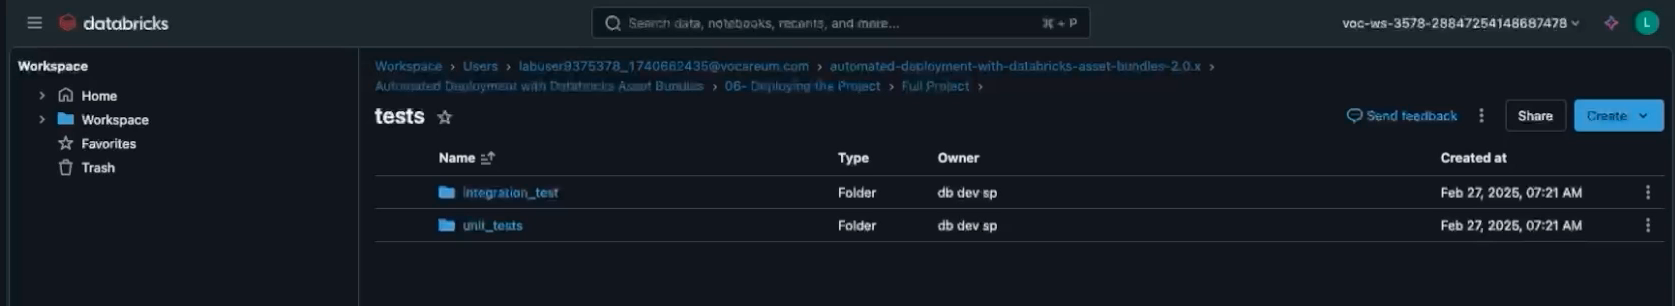 databricks
Search data, notebooks, recents, and more...
⌘ + P
voc-ws-3578-28847254148687478
L
Workspace
Home
Workspace
Favorites
Trash
Workspace > Users > labuser9375378_1740662435@vocareum.com > automated-deployment-with-databricks-asset-bundles-2.0.x >
Automated Deployment with Databricks Asset Bundles > 06- Deploying the Project > Full Project >
tests
Send feedback
Share
Create
Name Type Owner Created at
integration_test Folder db dev sp Feb 27, 2025, 07:21 AM
unit_tests Folder db dev sp Feb 27, 2025, 07:21 AM